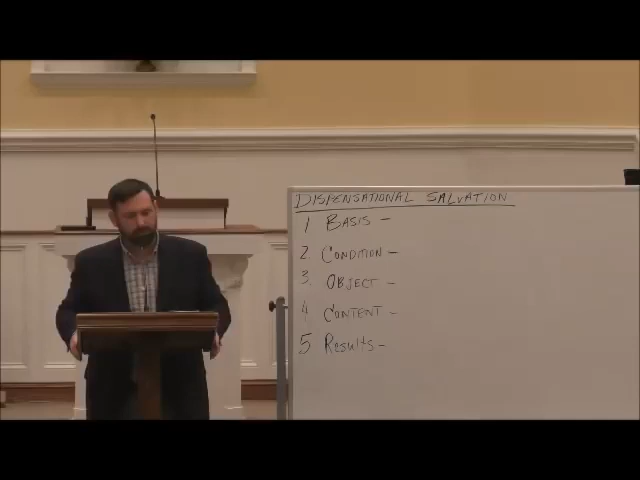 DISPENSATIONAL SALVATION
1 BASIS -
2. CONDITION -
3. OBJECT -
4 CONTENT -
5 Results -